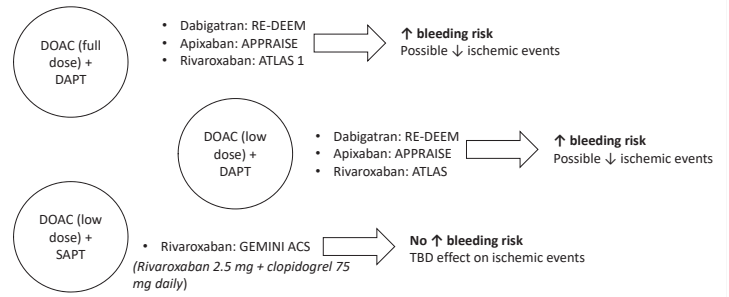 DOAC (full
dose) +
DAPT
• Dabigatran: RE-DEEM
• Apixaban: APPRAISE
• Rivaroxaban: ATLAS 1
↑ bleeding risk
Possible ↓ ischemic events
DOAC (low
dose) +
DAPT
• Dabigatran: RE-DEEM
• Apixaban: APPRAISE
• Rivaroxaban: ATLAS
↑ bleeding risk
Possible ↓ ischemic events
DOAC (low
dose) +
SAPT
• Rivaroxaban: GEMINI ACS
(Rivaroxaban 2.5 mg + clopidogrel 75
mg daily)
No ↑ bleeding risk
TBD effect on ischemic events